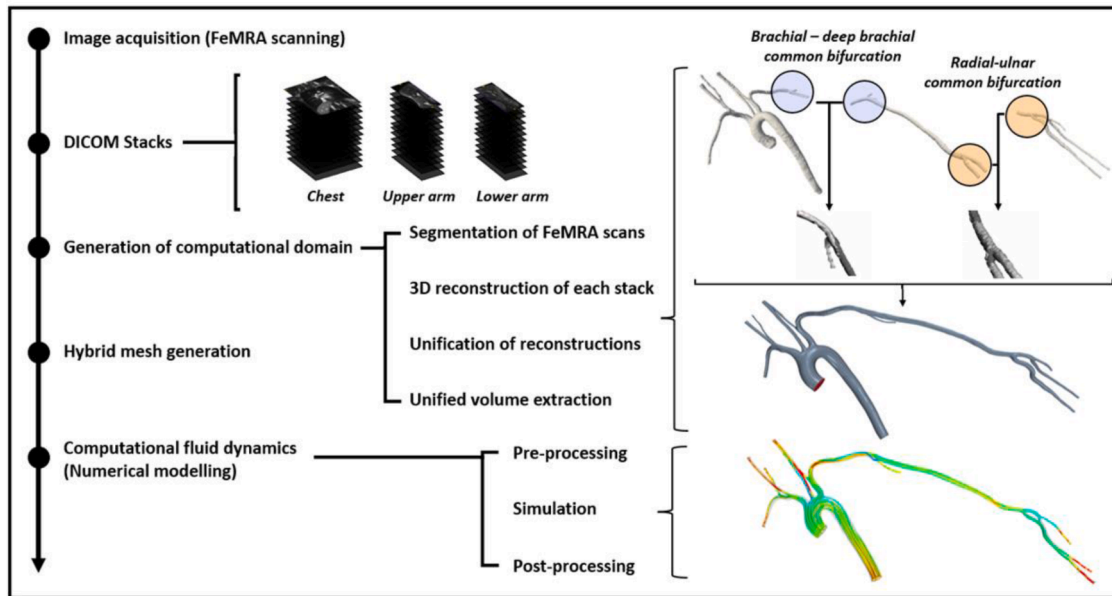 Image acquisition (FeMRA scanning)
DICOM Stacks
Chest
Upper arm
Lower arm
Generation of computational domain
Segmentation of FeMRA scans
3D reconstruction of each stack
Unification of reconstructions
Unified volume extraction
Hybrid mesh generation
Computational fluid dynamics
(Numerical modelling)
Pre-processing
Simulation
Post-processing
Brachial – deep brachial
common bifurcation
Radial-ulnar
common bifurcation